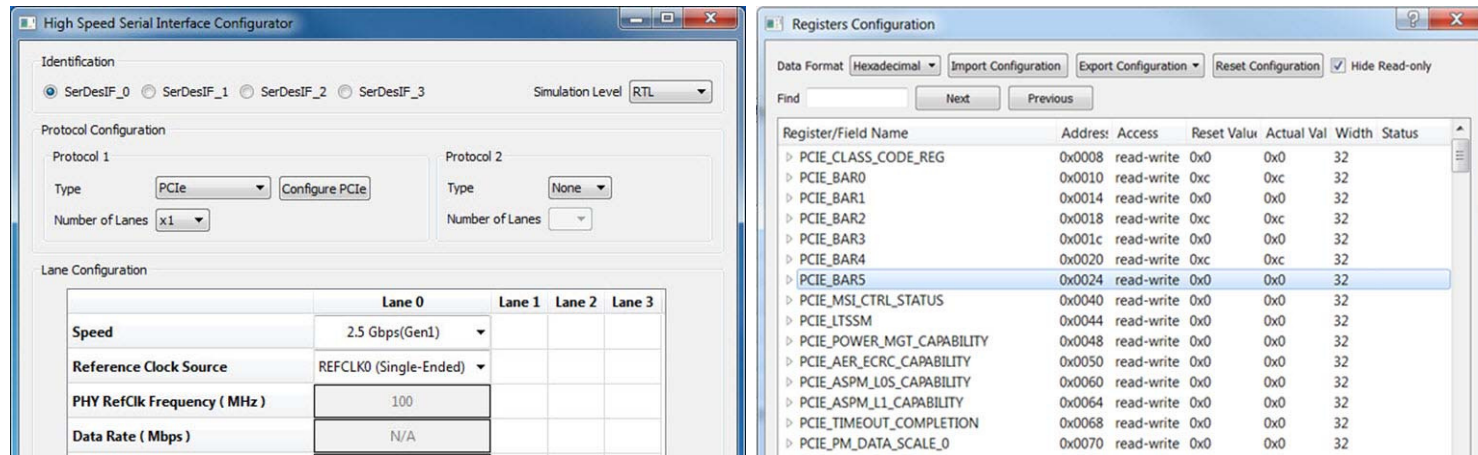 High Speed Serial Interface Configurator
Identification
SerDesIF_0 SerDesIF_1 SerDesIF_2 SerDesIF_3 Simulation Level RTL
Protocol Configuration
Protocol 1 Protocol 2
Type PCIe Configure PCIe Type None
Number of Lanes x1 Number of Lanes
Lane Configuration
Lane 0 Lane 1 Lane 2 Lane 3
Speed 2.5 Gbps(Gen1)
Reference Clock Source REFCLK0 (Single-Ended)
PHY RefClk Frequency ( MHz ) 100
Data Rate ( Mbps ) N/A
Registers Configuration
Data Format Hexadecimal Import Configuration Export Configuration Reset Configuration Hide Read-only
Find Next Previous
Register/Field Name Address Access Reset Value Actual Val Width Status
PCIE_CLASS_CODE_REG 0x0008 read-write 0x0 0x0 32
PCIE_BAR0 0x0010 read-write 0xc 0xc 32
PCIE_BAR1 0x0014 read-write 0x0 0x0 32
PCIE_BAR2 0x0018 read-write 0xc 0xc 32
PCIE_BAR3 0x001c read-write 0x0 0x0 32
PCIE_BAR4 0x0020 read-write 0xc 0xc 32
PCIE_BAR5 0x0024 read-write 0x0 0x0 32
PCIE_MSI_CTRL_STATUS 0x0040 read-write 0x0 0x0 32
PCIE_LTSSM 0x0044 read-write 0x0 0x0 32
PCIE_POWER_MGT_CAPABILITY 0x0048 read-write 0x0 0x0 32
PCIE_AER_ECRC_CAPABILITY 0x0050 read-write 0x0 0x0 32
PCIE_ASPM_L0S_CAPABILITY 0x0060 read-write 0x0 0x0 32
PCIE_ASPM_L1_CAPABILITY 0x0064 read-write 0x0 0x0 32
PCIE_TIMEOUT_COMPLETION 0x0068 read-write 0x0 0x0 32
PCIE_PM_DATA_SCALE_0 0x0070 read-write 0x0 0x0 32